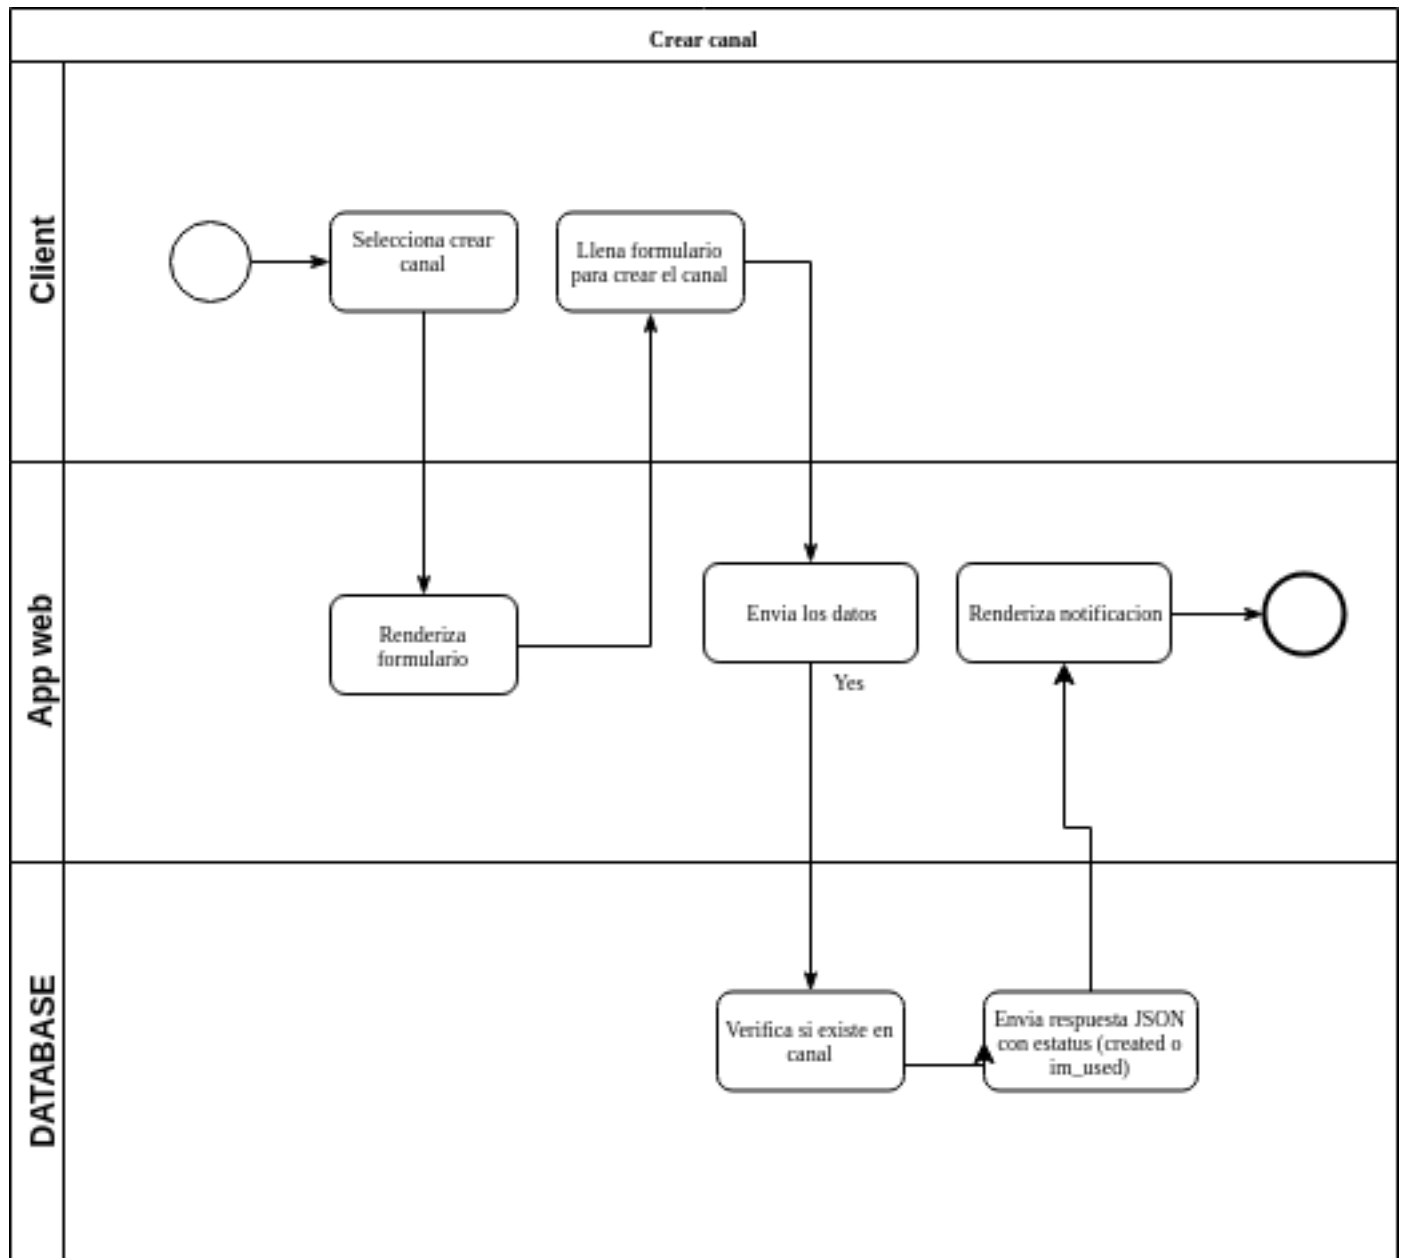 Crear canal
Client
Selecciona crear
canal
Llena formulario
para crear el canal
App web
Renderiza
formulario
Envia los datos
Yes
Renderiza notificacion
DATABASE
Verifica si existe en
canal
Envia respuesta JSON
con estatus (created o
im_used)